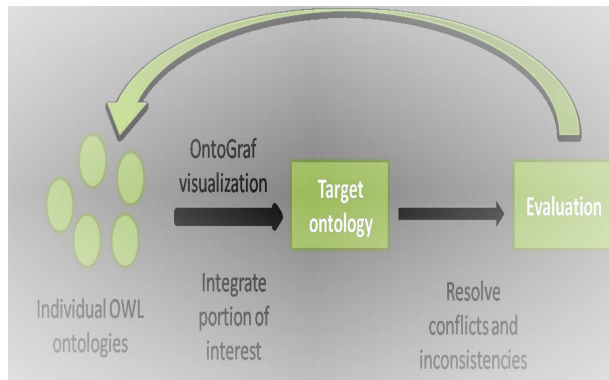 OntoGraf
visualization
Target
ontology
Evaluation
Integrate
portion of
interest
Individual OWL
ontologies
Resolve
conflicts and
inconsistencies